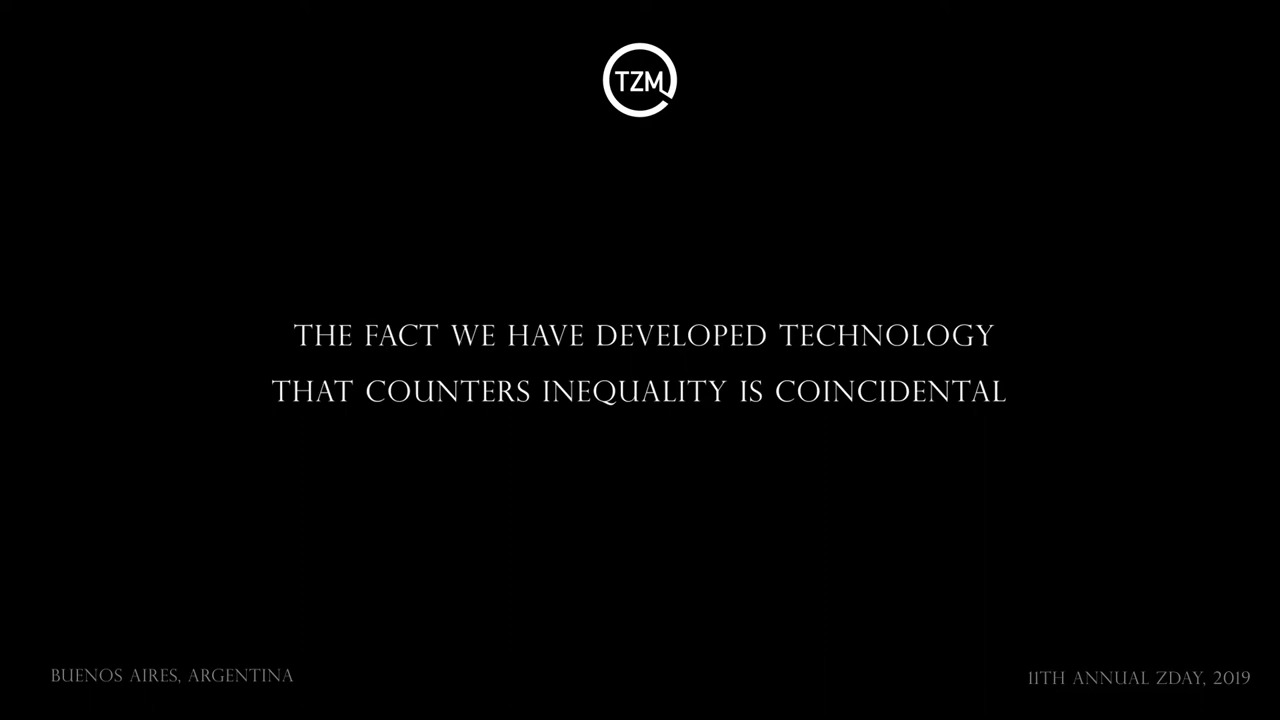 TZM
THE FACT WE HAVE DEVELOPED TECHNOLOGY
THAT COUNTERS INEQUALITY IS COINCIDENTAL
BUENOS AIRES, ARGENTINA
11TH ANNUAL ZDAY, 2019